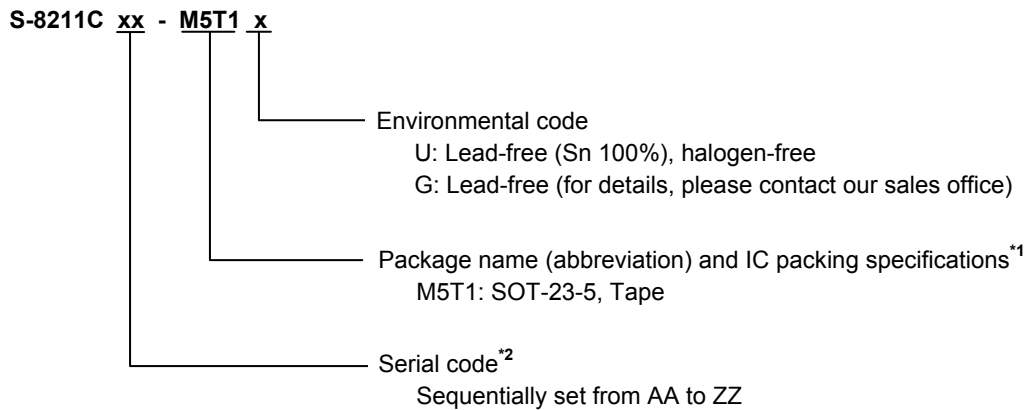 S-8211C xx - M5T1 x
Environmental code
U: Lead-free (Sn 100%), halogen-free
G: Lead-free (for details, please contact our sales office)
Package name (abbreviation) and IC packing specifications*1
M5T1: SOT-23-5, Tape
Serial code*2
Sequentially set from AA to ZZ